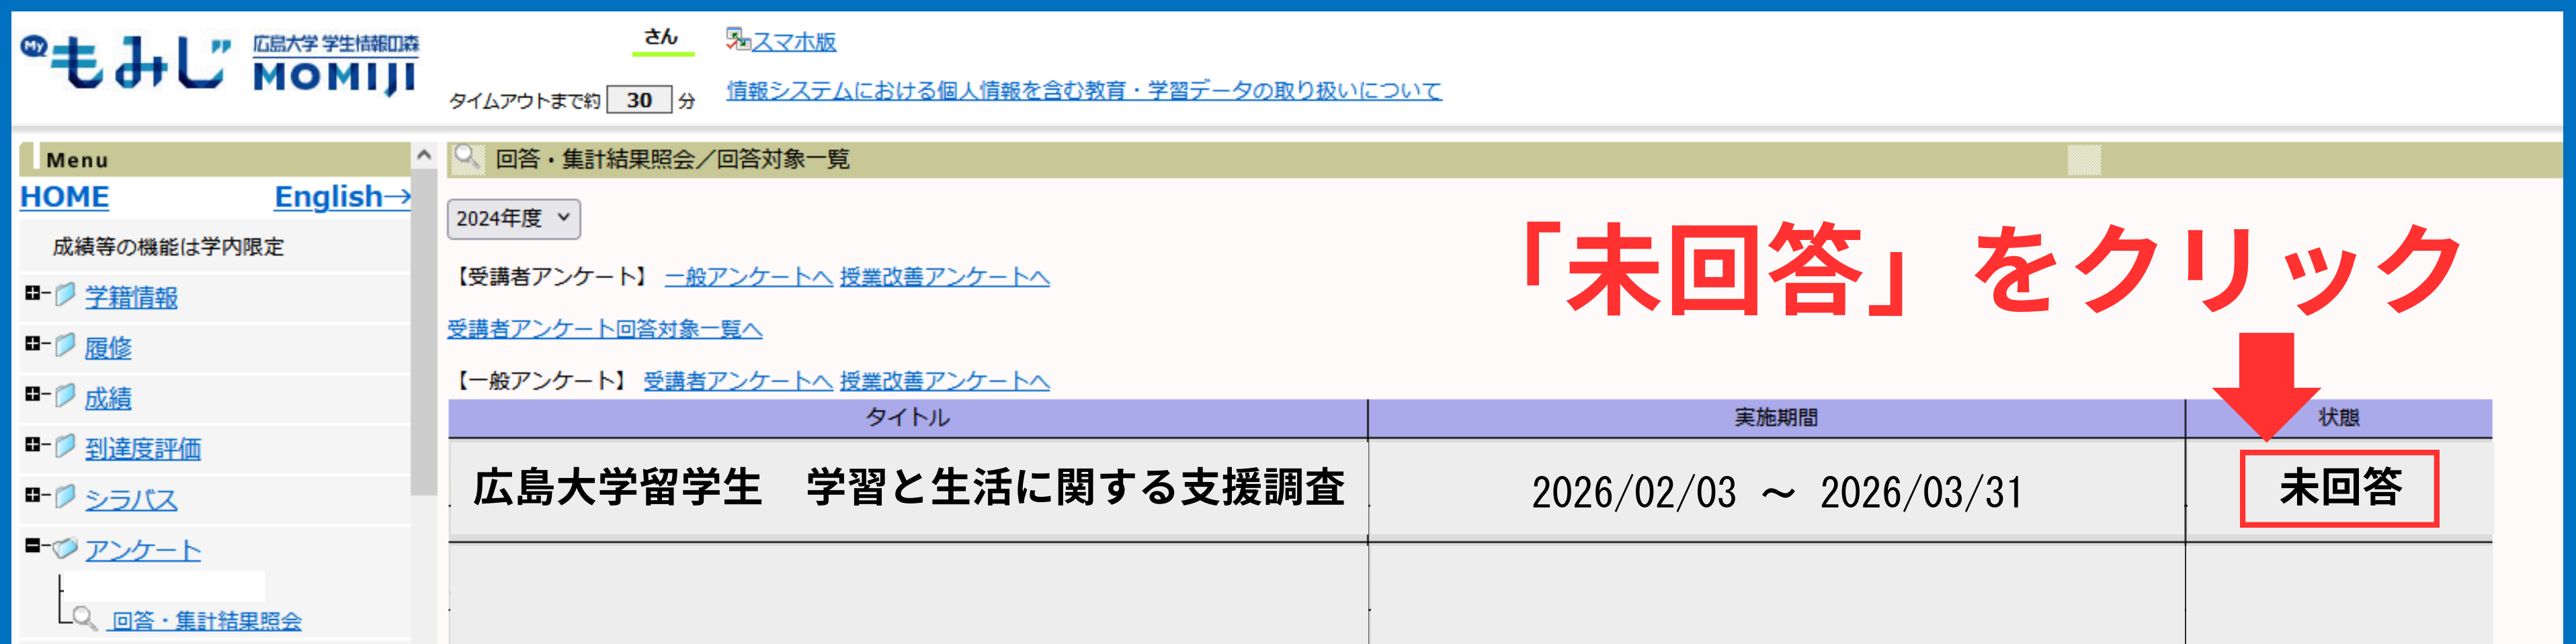 My もみじ 広島大学 学生情報の森 MOMIJI
さん スマホ版
タイムアウトまで約 30 分 情報システムにおける個人情報を含む教育・学習データの取り扱いについて
Menu
HOME English→
成績等の機能は学内限定
学籍情報
履修
成績
到達度評価
シラバス
アンケート
回答・集計結果照会
回答・集計結果照会／回答対象一覧
2024年度
「未回答」をクリック
【受講者アンケート】 一般アンケートへ 授業改善アンケートへ
受講者アンケート回答対象一覧へ
【一般アンケート】 受講者アンケートへ 授業改善アンケートへ
タイトル 実施期間 状態
広島大学留学生　学習と生活に関する支援調査 2026/02/03 ～ 2026/03/31 未回答